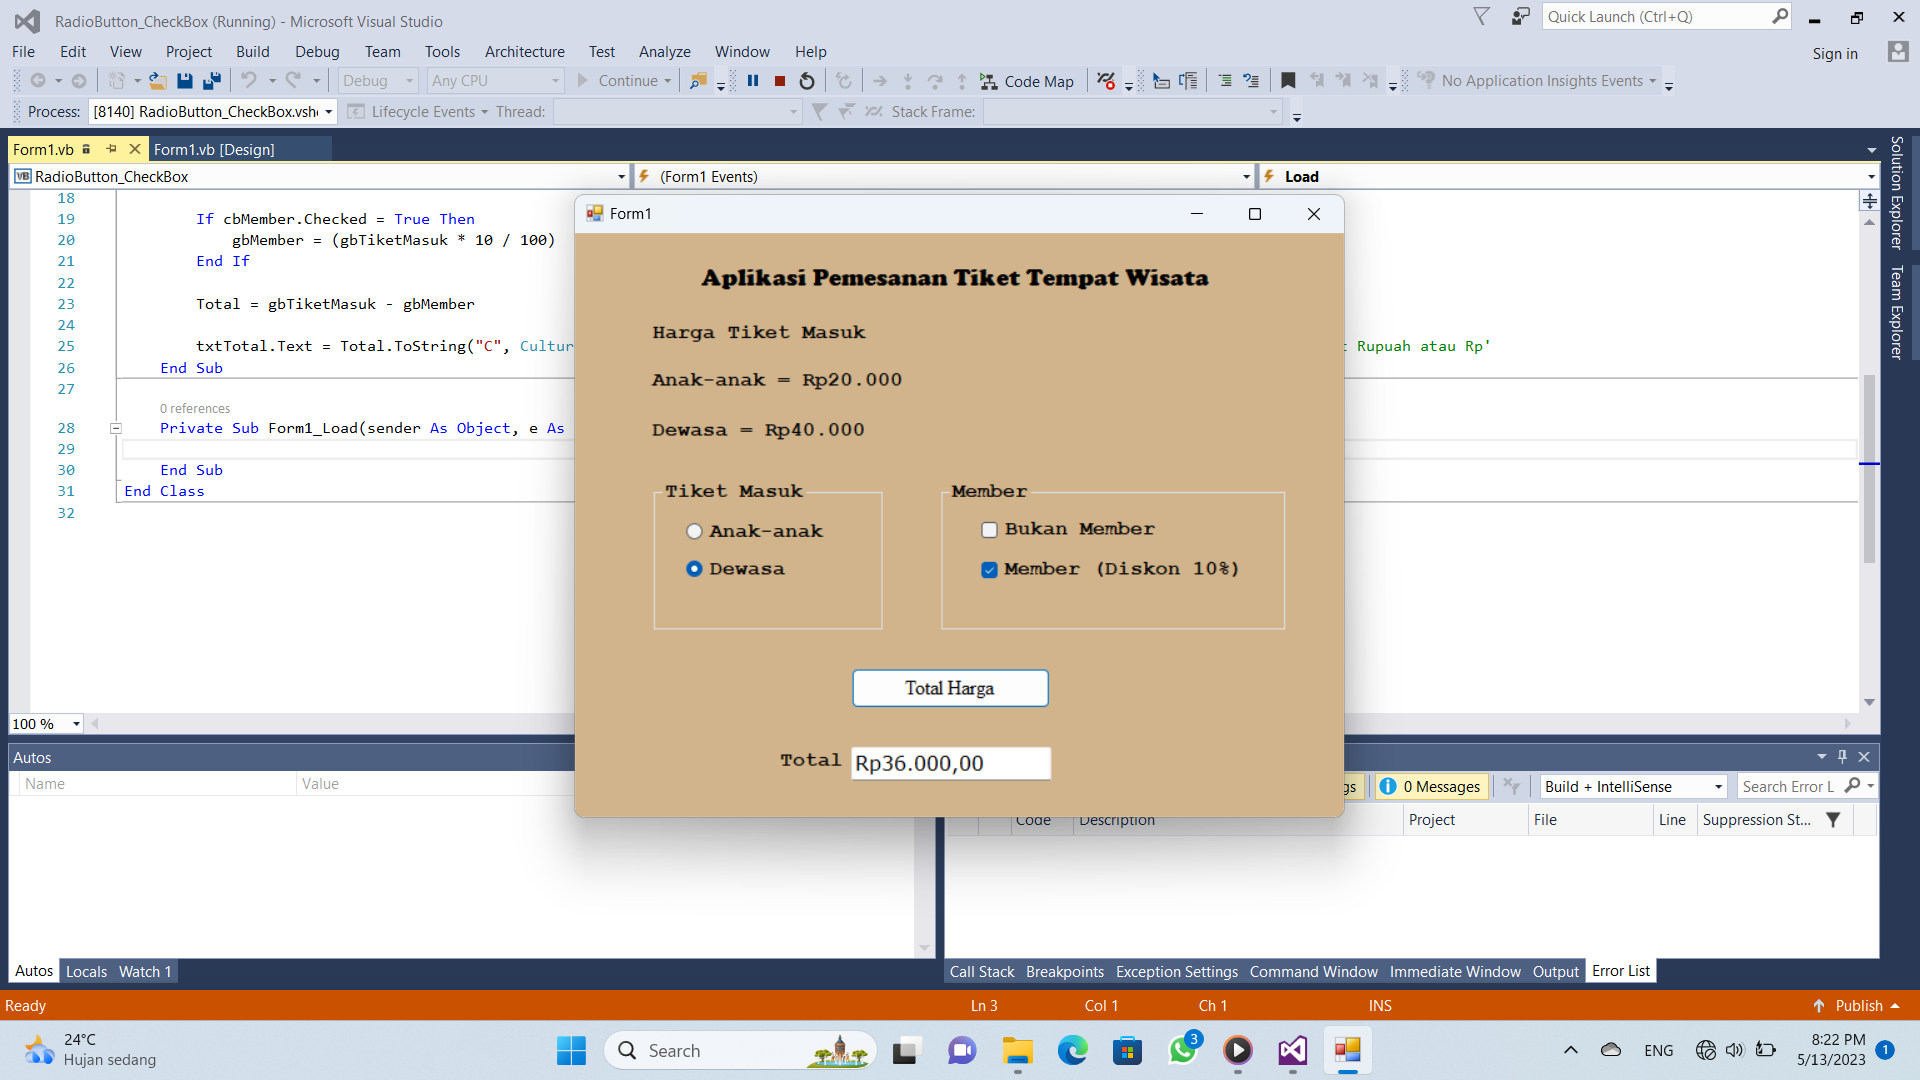 RadioButton_CheckBox (Running) - Microsoft Visual Studio
Quick Launch (Ctrl+Q)
File Edit View Project Build Debug Team Tools Architecture Test Analyze Window Help
Sign in
Debug Any CPU Continue Code Map No Application Insights Events
Process: [8140] RadioButton_CheckBox.vsh Lifecycle Events Thread: Stack Frame:
Form1.vb Form1.vb [Design]
RadioButton_CheckBox (Form1 Events) Load
18
19 If cbMember.Checked = True Then
20 gbMember = (gbTiketMasuk * 10 / 100)
21 End If
22
23 Total = gbTiketMasuk - gbMember
24
25 txtTotal.Text = Total.ToString("C", Cultur t Rupuah atau Rp'
26 End Sub
27
0 references
28 Private Sub Form1_Load(sender As Object, e As
29
30 End Sub
31 End Class
32
100 %
Solution Explorer
Team Explorer
Form1
Aplikasi Pemesanan Tiket Tempat Wisata
Harga Tiket Masuk
Anak-anak = Rp20.000
Dewasa = Rp40.000
Tiket Masuk
Anak-anak
Dewasa
Member
Bukan Member
Member (Diskon 10%)
Total Harga
Total Rp36.000,00
Autos
Name Value
gs 0 Messages Build + IntelliSense Search Error L
Code Description Project File Line Suppression St...
Autos Locals Watch 1
Call Stack Breakpoints Exception Settings Command Window Immediate Window Output Error List
Ready Ln 3 Col 1 Ch 1 INS Publish
24°C
Hujan sedang
Search
3
ENG
8:22 PM
5/13/2023
1